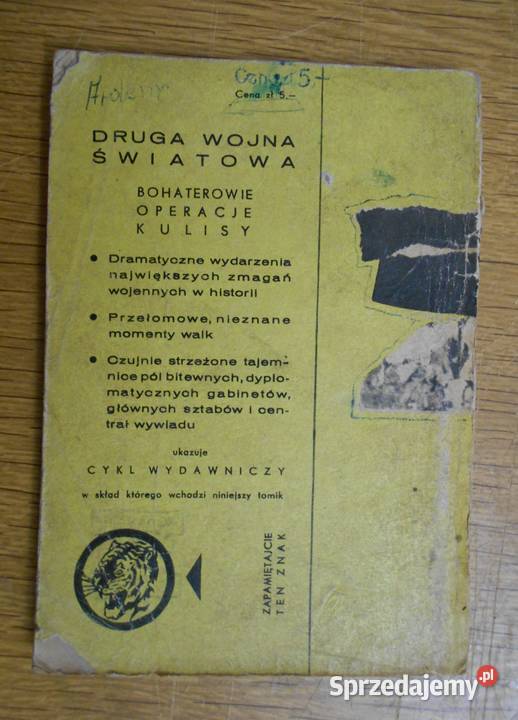 Cena zł 5.—
DRUGA WOJNA
ŚWIATOWA
BOHATEROWIE
OPERACJE
KULISY
● Dramatyczne wydarzenia
największych zmagań
wojennych w historii
● Przełomowe, nieznane
momenty walk
● Czujnie strzeżone tajem-
nice pól bitewnych, dyplo-
matycznych gabinetów,
głównych sztabów i cen-
tral wywiadu
ukazuje
CYKL WYDAWNICZY
w skład którego wchodzi niniejszy tomik
ZAPAMIĘTAJCIE
TEN ZNAK
Sprzedajemy.pl